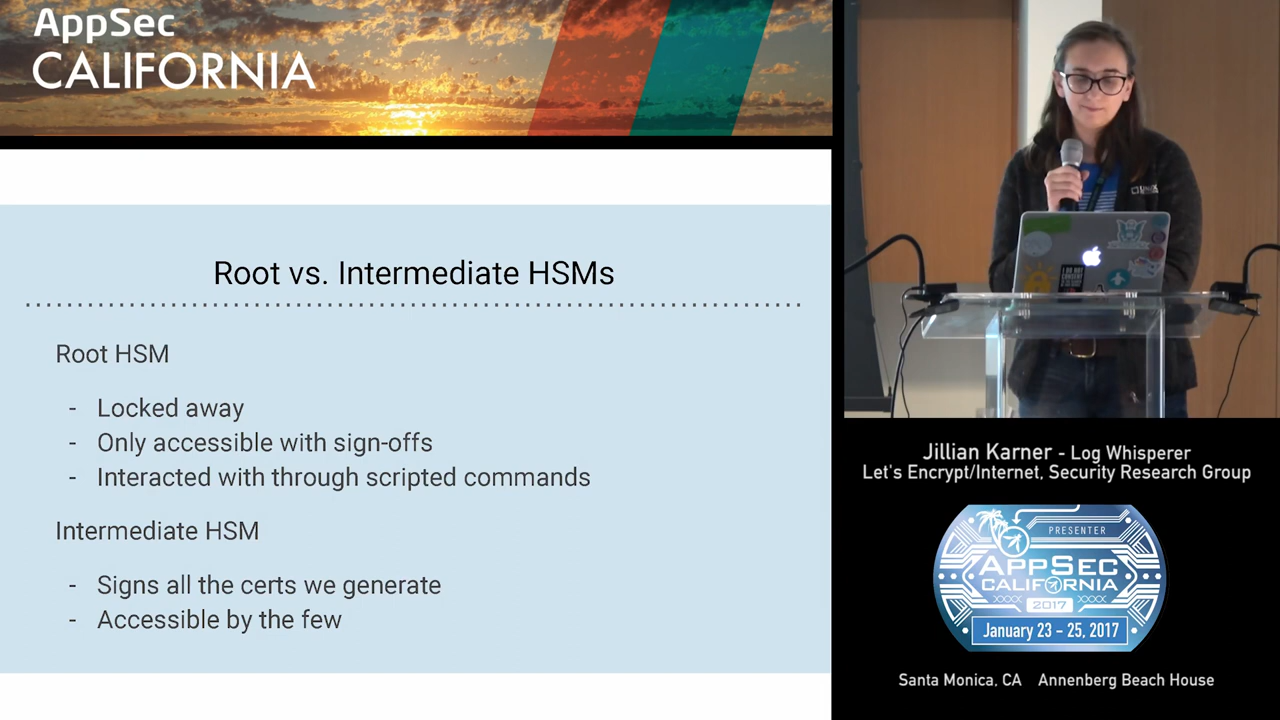 AppSec
CALIFORNIA
Root vs. Intermediate HSMs
Root HSM
- Locked away
- Only accessible with sign-offs
- Interacted with through scripted commands
Intermediate HSM
- Signs all the certs we generate
- Accessible by the few
Jillian Karner - Log Whisperer
Let's Encrypt/Internet, Security Research Group
PRESENTER
APPSEC
CALIFORNIA
2017
January 23 - 25, 2017
Santa Monica, CA Annenberg Beach House